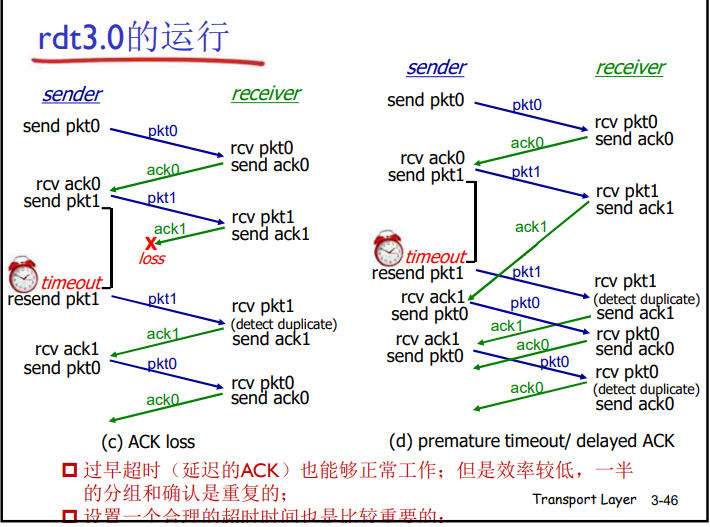 rdt3.0的运行
sender
receiver
send pkt0
pkt0
rcv pkt0
send ack0
ack0
rcv ack0
send pkt1
pkt1
rcv pkt1
send ack1
ack1
X
loss
timeout
resend pkt1
pkt1
rcv pkt1
(detect duplicate)
send ack1
ack1
rcv ack1
send pkt0
pkt0
rcv pkt0
send ack0
ack0
(c) ACK loss
sender
receiver
send pkt0
pkt0
rcv pkt0
send ack0
ack0
rcv ack0
send pkt1
pkt1
rcv pkt1
send ack1
ack1
timeout
resend pkt1
pkt1
rcv pkt1
(detect duplicate)
send ack1
rcv ack1
send pkt0
pkt0
ack1
rcv pkt0
send ack0
ack0
rcv ack1
send pkt0
pkt0
rcv pkt0
(detect duplicate)
send ack0
ack0
(d) premature timeout/ delayed ACK
过早超时（延迟的ACK）也能够正常工作；但是效率较低，一半
的分组和确认是重复的；
设置一个合理的超时时间也是比较重要的；
Transport Layer 3-46